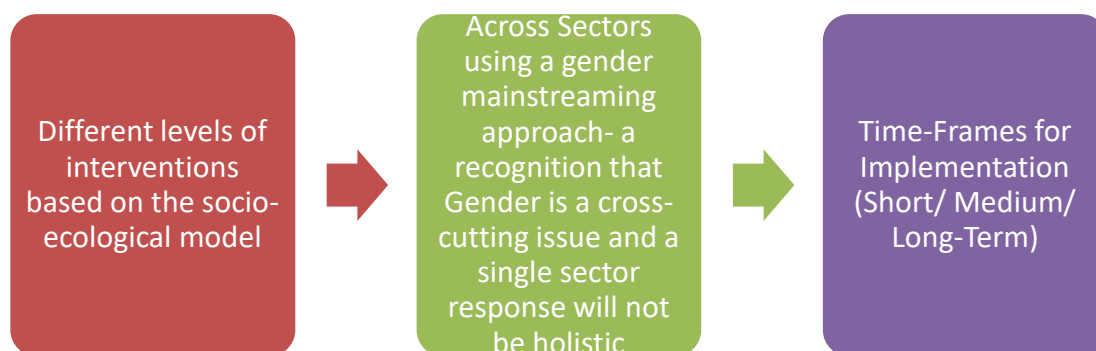 Different levels of
interventions
based on the socio-
ecological model
Across Sectors
using a gender
mainstreaming
approach- a
recognition that
Gender is a cross-
cutting issue and a
single sector
response will not
be holistic
Time-Frames for
Implementation
(Short/ Medium/
Long-Term)